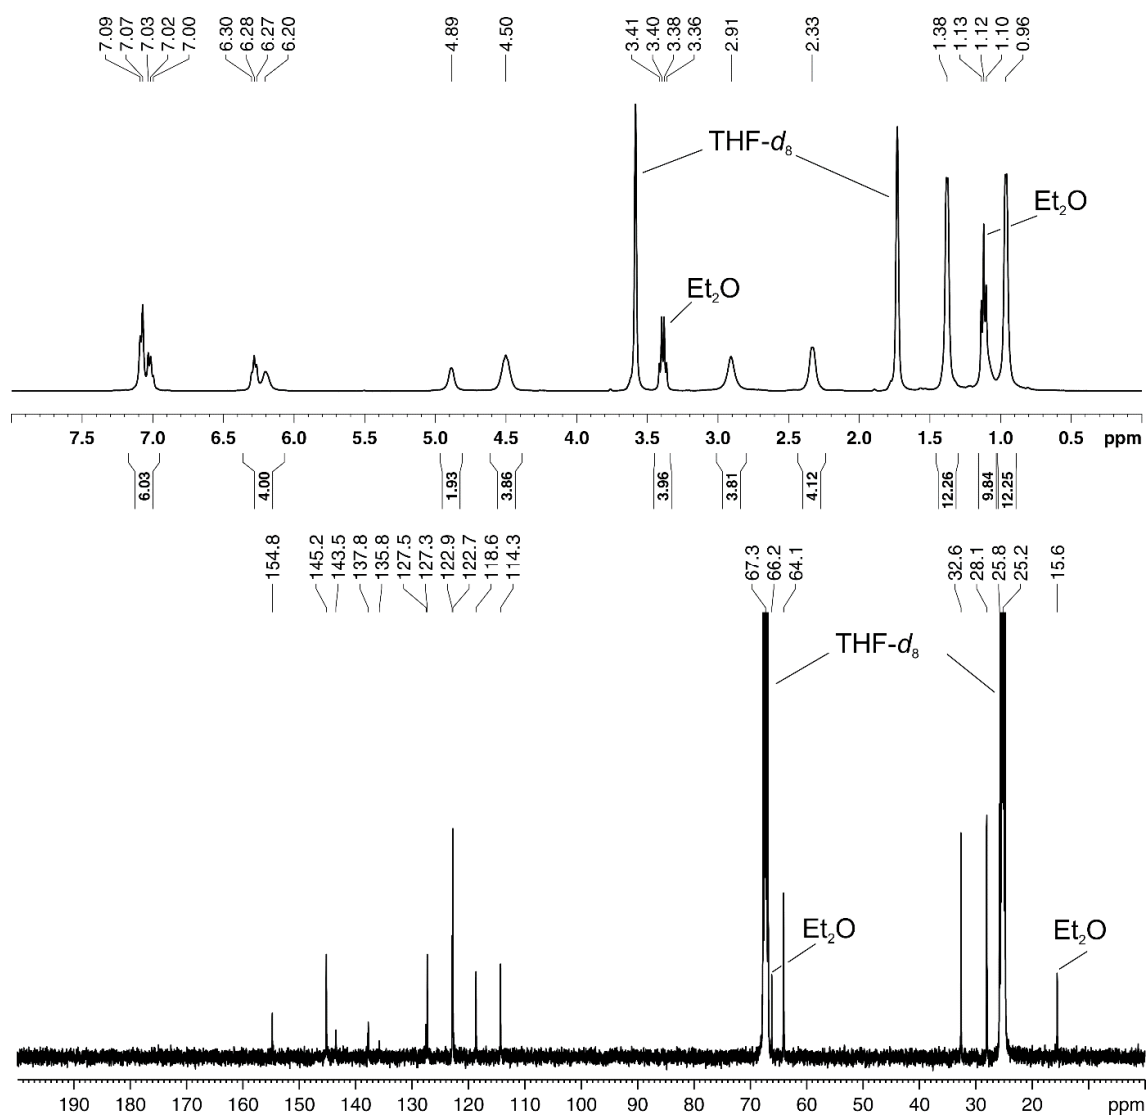 7.09 7.07 7.03 7.02 7.00 6.30 6.28 6.27 6.20 4.89 4.50 3.41 3.40 3.38 3.36 2.91 2.33 1.38 1.13 1.12 1.10 0.96
THF-d₈
Et₂O
Et₂O
7.5 7.0 6.5 6.0 5.5 5.0 4.5 4.0 3.5 3.0 2.5 2.0 1.5 1.0 0.5 ppm
6.03 4.00 1.93 3.86 3.96 3.81 4.12 12.26 9.84 12.25
154.8 145.2 143.5 137.8 135.8 127.5 127.3 122.9 122.7 118.6 114.3 67.3 66.2 64.1 32.6 28.1 25.8 25.2 15.6
THF-d₈
Et₂O
Et₂O
190 180 170 160 150 140 130 120 110 100 90 80 70 60 50 40 30 20 ppm